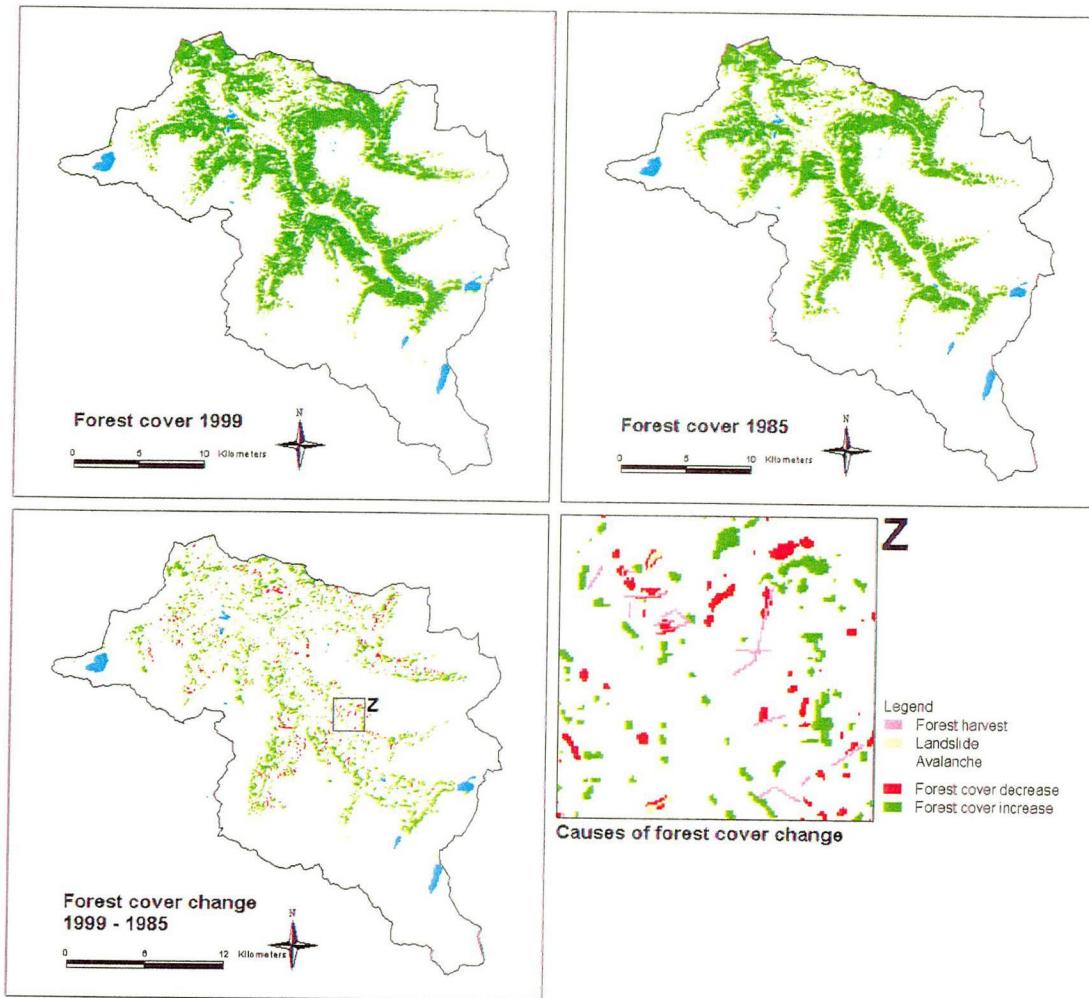 Forest cover 1999
N
0 5 10 Kilometers
Forest cover 1985
N
0 5 10 Kilometers
Z
Forest cover change
1999 - 1985
N
0 6 12 Kilometers
Z
Legend
Forest harvest
Landslide
Avalanche
Forest cover decrease
Forest cover increase
Causes of forest cover change